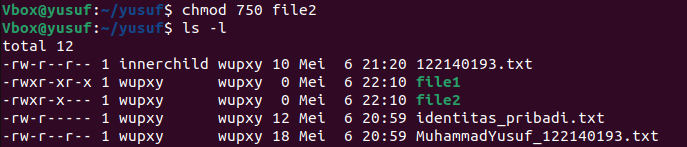 Vbox@yusuf:~/yusuf$ chmod 750 file2
Vbox@yusuf:~/yusuf$ ls -l
total 12
-rw-r--r-- 1 innerchild wupxy 10 Mei  6 21:20 122140193.txt
-rwxr-xr-x 1 wupxy      wupxy  0 Mei  6 22:10 file1
-rwxr-x--- 1 wupxy      wupxy  0 Mei  6 22:10 file2
-rw-r----- 1 wupxy      wupxy 12 Mei  6 20:59 identitas_pribadi.txt
-rw-r--r-- 1 wupxy      wupxy 18 Mei  6 20:59 MuhammadYusuf_122140193.txt